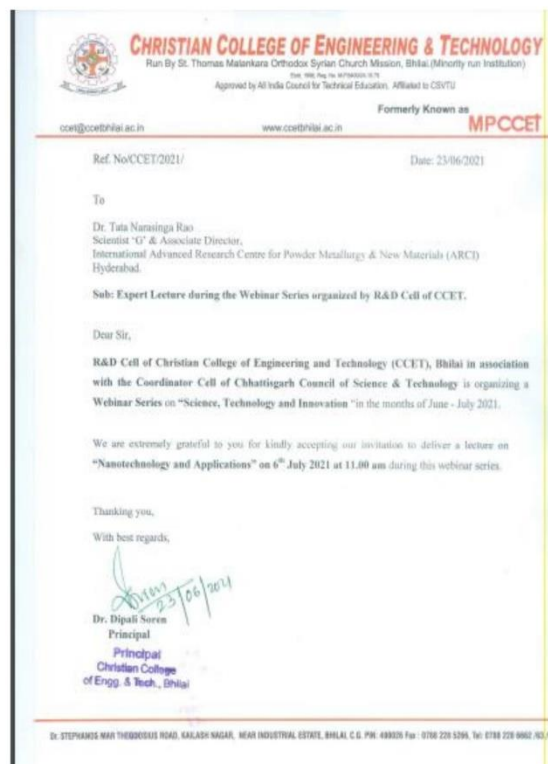 CHRISTIAN COLLEGE OF ENGINEERING & TECHNOLOGY
Run By St. Thomas Malankara Orthodox Syrian Church Mission, Bhilai.(Minority run Institution)
Approved by All India Council for Technical Education, Affiliated to CSVTU
Formerly Known as
MPCCET
ccet@ccetbhilai.ac.in www.ccetbhilai.ac.in
Ref. No/CCET/2021/ Date: 23/06/2021
To
Dr. Tata Narasinga Rao
Scientist 'G' & Associate Director,
International Advanced Research Centre for Powder Metallurgy & New Materials (ARCI)
Hyderabad.
Sub: Expert Lecture during the Webinar Series organized by R&D Cell of CCET.
Dear Sir,
R&D Cell of Christian College of Engineering and Technology (CCET), Bhilai in association
with the Coordinator Cell of Chhattisgarh Council of Science & Technology is organizing a
Webinar Series on "Science, Technology and Innovation "in the months of June - July 2021.
We are extremely grateful to you for kindly accepting our invitation to deliver a lecture on
"Nanotechnology and Applications" on 6th July 2021 at 11.00 am during this webinar series.
Thanking you,
With best regards,
23/06/2021
Dr. Dipali Soren
Principal
Principal
Christian College
of Engg. & Tech., Bhilai
Dr. STEPHANOS MAR THEODOSIUS ROAD, KAILASH NAGAR, NEAR INDUSTRIAL ESTATE, BHILAI, C.G. PIN: 490026 Fax : 0788 228 5266, Tel: 0788 228 6662